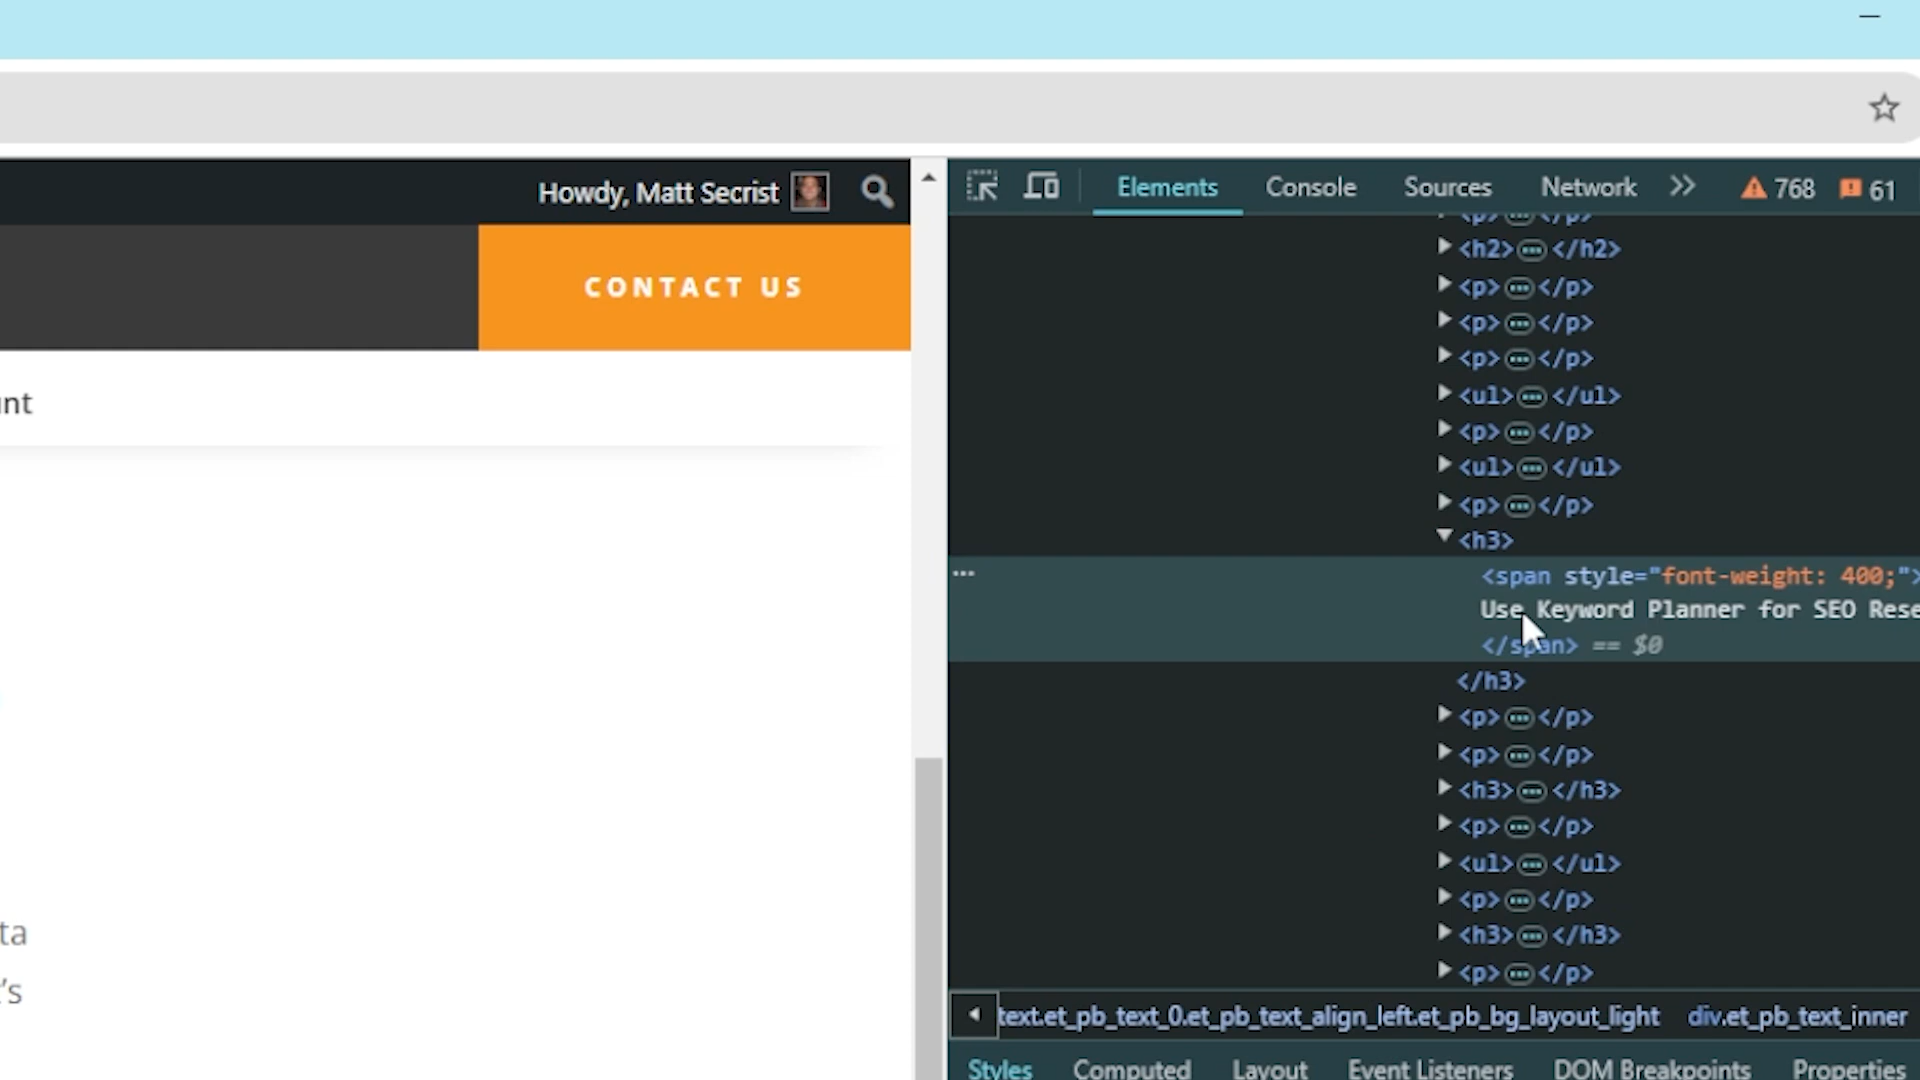 Howdy, Matt Secrist
CONTACT US
nt
ta
's
Elements Console Sources Network 768 61
<p>…</p>
<h2>…</h2>
<p>…</p>
<p>…</p>
<p>…</p>
<ul>…</ul>
<p>…</p>
<ul>…</ul>
<p>…</p>
<h3>
<span style="font-weight: 400;">
Use Keyword Planner for SEO Rese
</span> == $0
</h3>
<p>…</p>
<p>…</p>
<h3>…</h3>
<p>…</p>
<ul>…</ul>
<p>…</p>
<h3>…</h3>
<p>…</p>
text.et_pb_text_0.et_pb_text_align_left.et_pb_bg_layout_light div.et_pb_text_inner
Styles Computed Layout Event Listeners DOM Breakpoints Properties